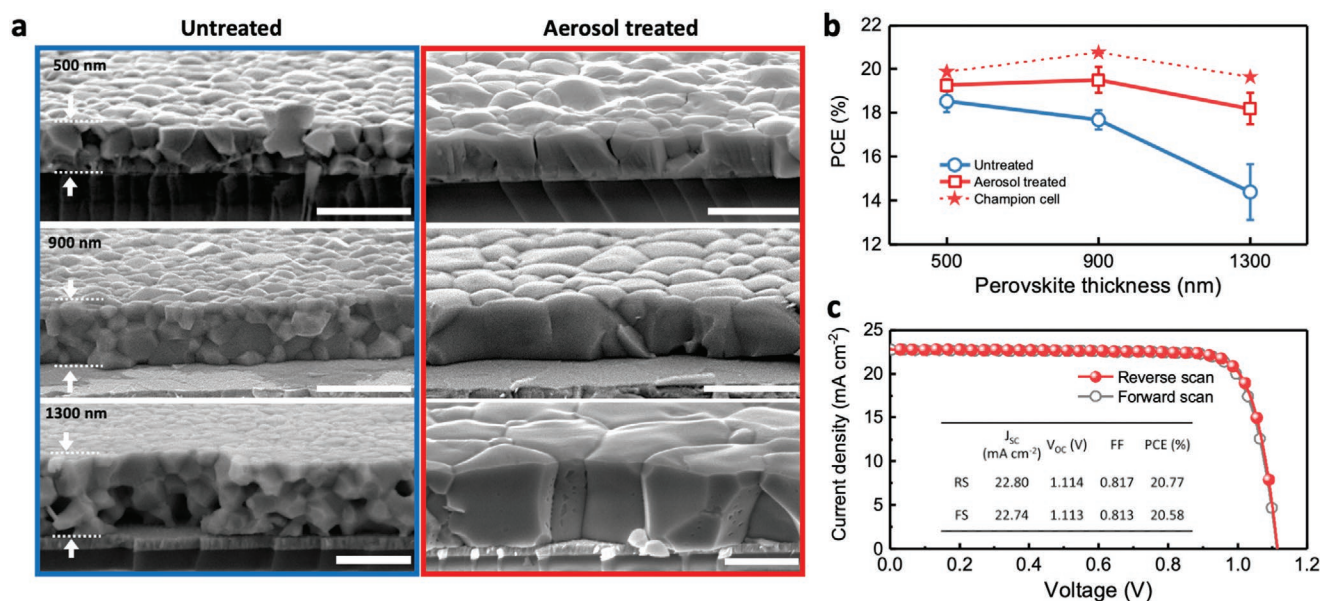 a
Untreated
Aerosol treated
500 nm
900 nm
1300 nm
b
PCE (%)
22
20
18
16
14
12
Untreated
Aerosol treated
Champion cell
500
900
1300
Perovskite thickness (nm)
c
Current density (mA cm-2)
25
20
15
10
5
0
Reverse scan
Forward scan
JSC (mA cm-2) VOC (V) FF PCE (%)
RS 22.80 1.114 0.817 20.77
FS 22.74 1.113 0.813 20.58
0.0 0.2 0.4 0.6 0.8 1.0 1.2
Voltage (V)